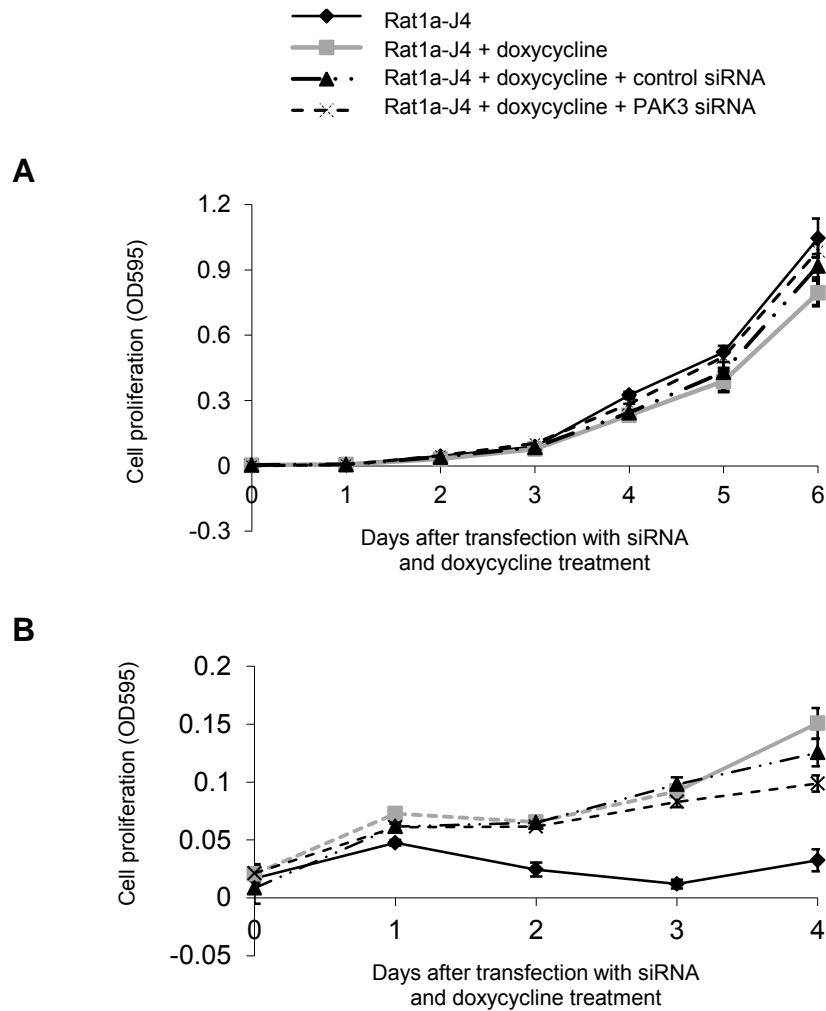 Rat1a-J4
Rat1a-J4 + doxycycline
Rat1a-J4 + doxycycline + control siRNA
Rat1a-J4 + doxycycline + PAK3 siRNA
A
Cell proliferation (OD595)
1.2
0.9
0.6
0.3
0
-0.3
0 1 2 3 4 5 6
Days after transfection with siRNA
and doxycycline treatment
B
Cell proliferation (OD595)
0.2
0.15
0.1
0.05
0
-0.05
0 1 2 3 4
Days after transfection with siRNA
and doxycycline treatment